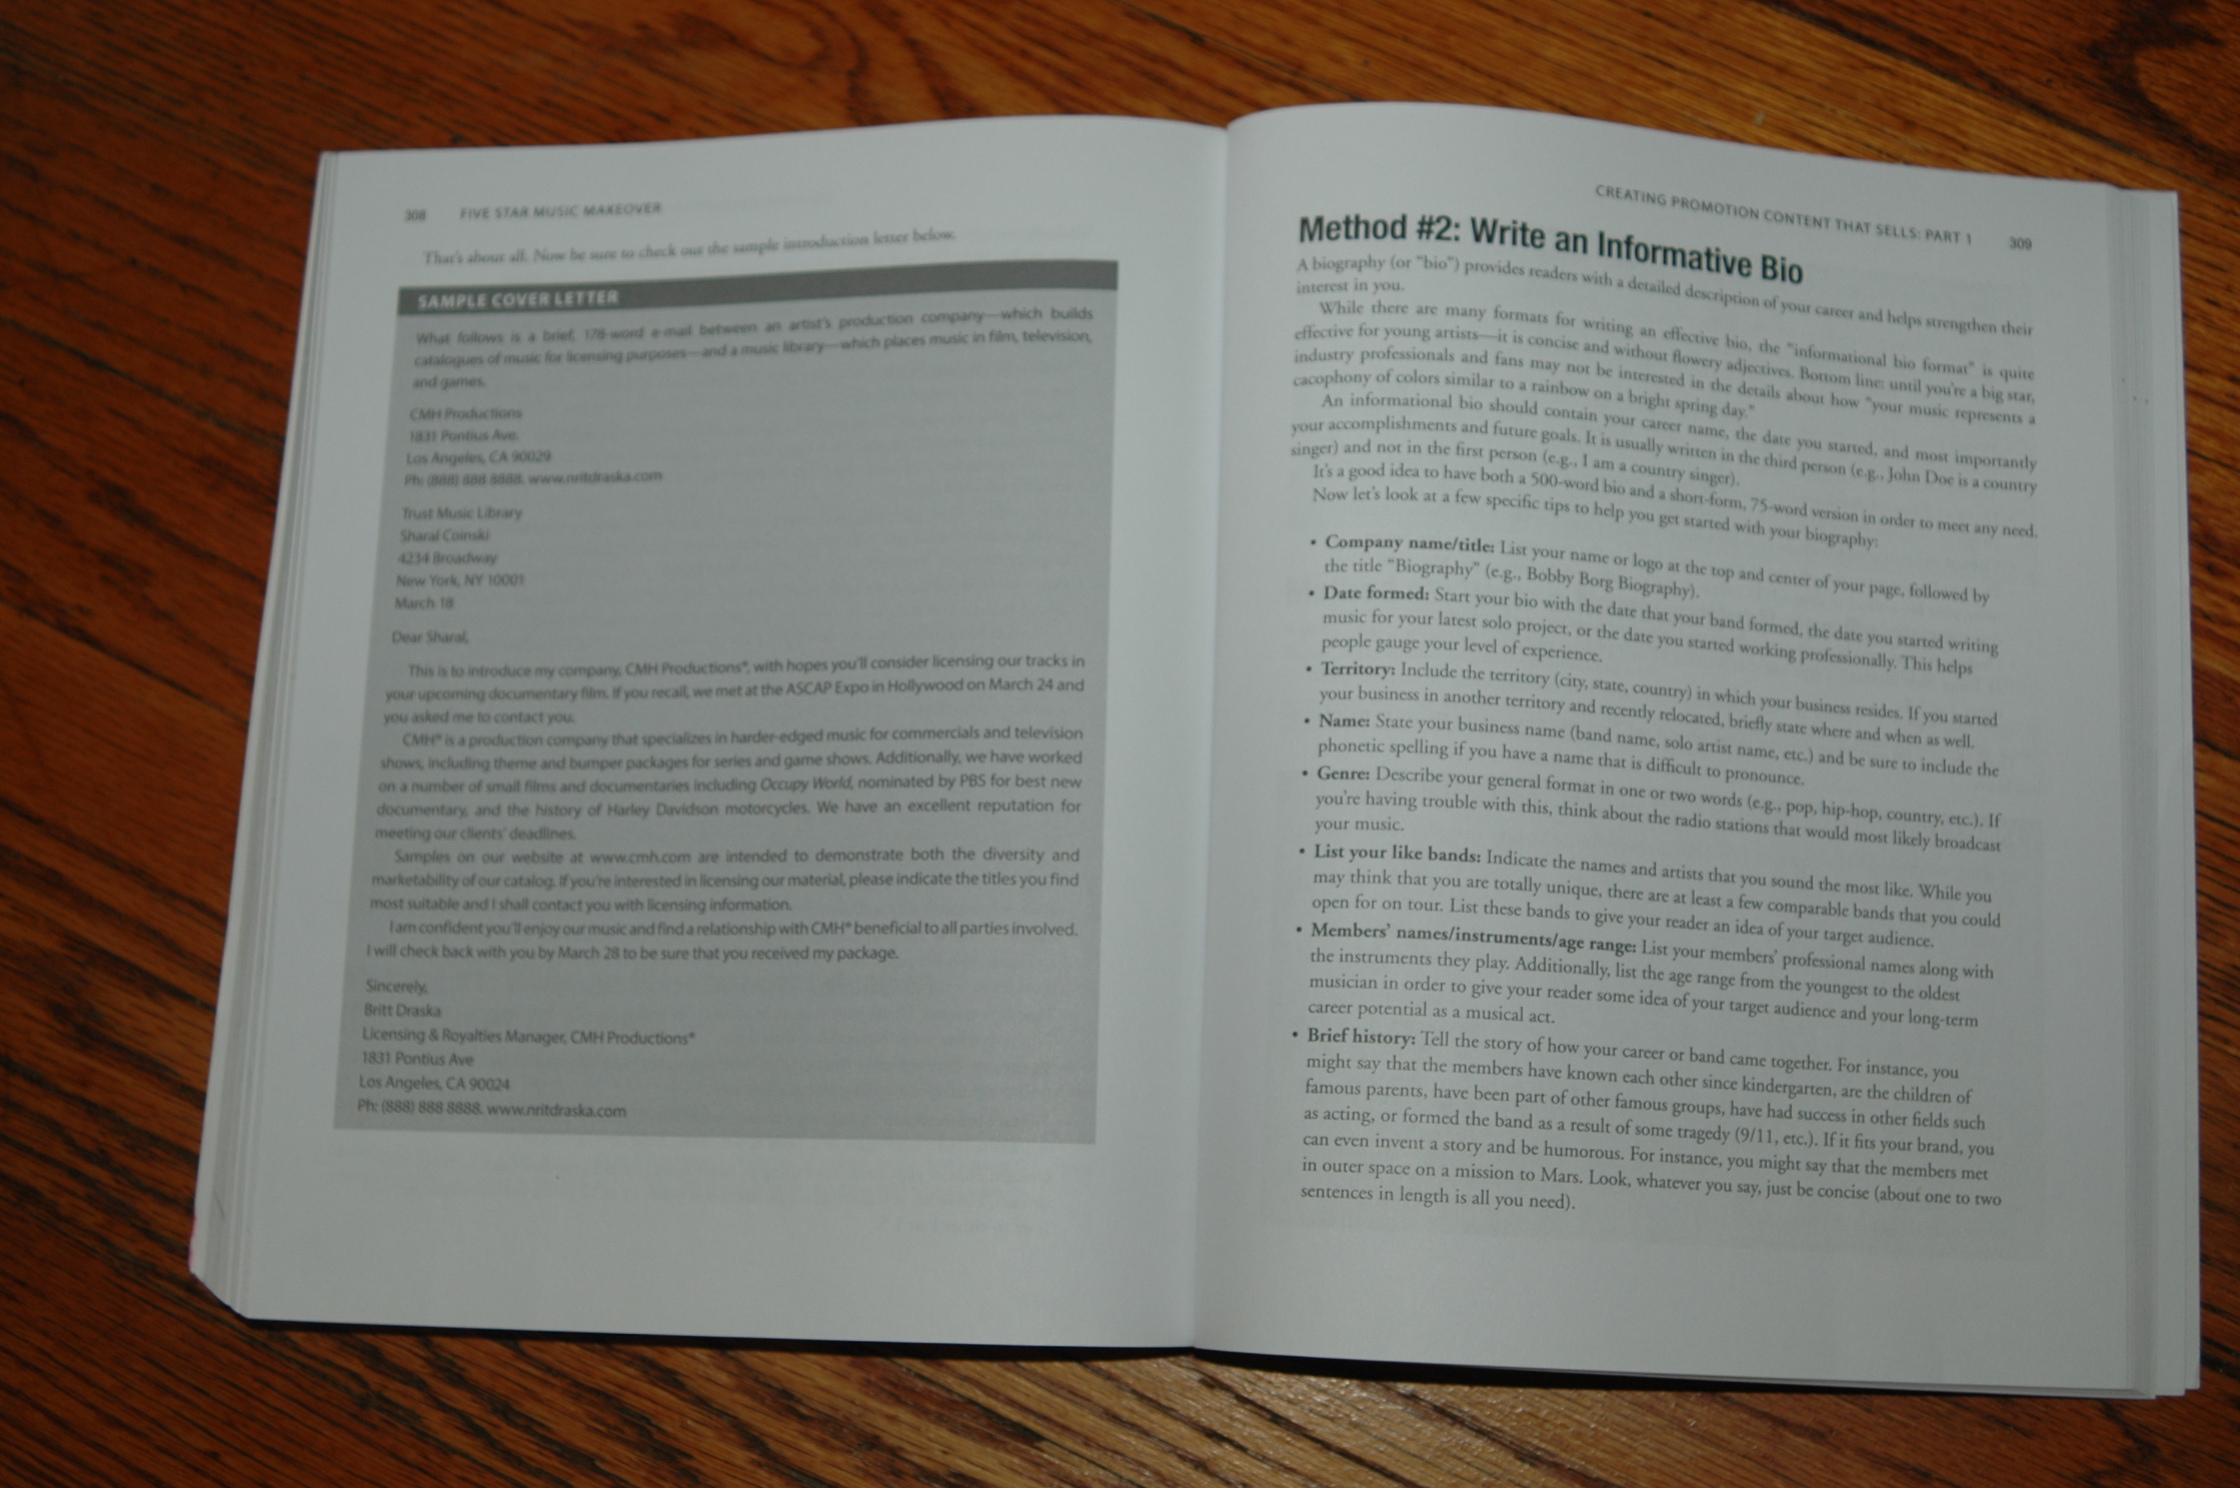 308 FIVE STAR MUSIC MAKEOVER
That's about all. Now be sure to check out the sample introduction letter below.
SAMPLE COVER LETTER
What follows is a brief, 178-word e-mail between an artist's production company—which builds
catalogues of music for licensing purposes—and a music library—which places music in film, television,
and games.
CMH Productions
1831 Pontius Ave.
Los Angeles, CA 90029
Ph: (888) 888 8888. www.nritdraska.com
Trust Music Library
Sharal Coinski
4234 Broadway
New York, NY 10001
March 18
Dear Sharal,
This is to introduce my company, CMH Productions®, with hopes you'll consider licensing our tracks in
your upcoming documentary film. If you recall, we met at the ASCAP Expo in Hollywood on March 24 and
you asked me to contact you.
CMH® is a production company that specializes in harder-edged music for commercials and television
shows, including theme and bumper packages for series and game shows. Additionally, we have worked
on a number of small films and documentaries including Occupy World, nominated by PBS for best new
documentary, and the history of Harley Davidson motorcycles. We have an excellent reputation for
meeting our clients' deadlines.
Samples on our website at www.cmh.com are intended to demonstrate both the diversity and
marketability of our catalog. If you're interested in licensing our material, please indicate the titles you find
most suitable and I shall contact you with licensing information.
I am confident you'll enjoy our music and find a relationship with CMH® beneficial to all parties involved.
I will check back with you by March 28 to be sure that you received my package.
Sincerely,
Britt Draska
Licensing & Royalties Manager, CMH Productions®
1831 Pontius Ave
Los Angeles, CA 90024
Ph: (888) 888 8888. www.nritdraska.com
CREATING PROMOTION CONTENT THAT SELLS: PART 1 309
Method #2: Write an Informative Bio
A biography (or "bio") provides readers with a detailed description of your career and helps strengthen their
interest in you.
While there are many formats for writing an effective bio, the "informational bio format" is quite
effective for young artists—it is concise and without flowery adjectives. Bottom line: until you're a big star,
industry professionals and fans may not be interested in the details about how "your music represents a
cacophony of colors similar to a rainbow on a bright spring day."
An informational bio should contain your career name, the date you started, and most importantly
your accomplishments and future goals. It is usually written in the third person (e.g., John Doe is a country
singer) and not in the first person (e.g., I am a country singer).
It's a good idea to have both a 500-word bio and a short-form, 75-word version in order to meet any need.
Now let's look at a few specific tips to help you get started with your biography:
• Company name/title: List your name or logo at the top and center of your page, followed by
the title "Biography" (e.g., Bobby Borg Biography).
• Date formed: Start your bio with the date that your band formed, the date you started writing
music for your latest solo project, or the date you started working professionally. This helps
people gauge your level of experience.
• Territory: Include the territory (city, state, country) in which your business resides. If you started
your business in another territory and recently relocated, briefly state where and when as well.
• Name: State your business name (band name, solo artist name, etc.) and be sure to include the
phonetic spelling if you have a name that is difficult to pronounce.
• Genre: Describe your general format in one or two words (e.g., pop, hip-hop, country, etc.). If
you're having trouble with this, think about the radio stations that would most likely broadcast
your music.
• List your like bands: Indicate the names and artists that you sound the most like. While you
may think that you are totally unique, there are at least a few comparable bands that you could
open for on tour. List these bands to give your reader an idea of your target audience.
• Members' names/instruments/age range: List your members' professional names along with
the instruments they play. Additionally, list the age range from the youngest to the oldest
musician in order to give your reader some idea of your target audience and your long-term
career potential as a musical act.
• Brief history: Tell the story of how your career or band came together. For instance, you
might say that the members have known each other since kindergarten, are the children of
famous parents, have been part of other famous groups, have had success in other fields such
as acting, or formed the band as a result of some tragedy (9/11, etc.). If it fits your brand, you
can even invent a story and be humorous. For instance, you might say that the members met
in outer space on a mission to Mars. Look, whatever you say, just be concise (about one to two
sentences in length is all you need).